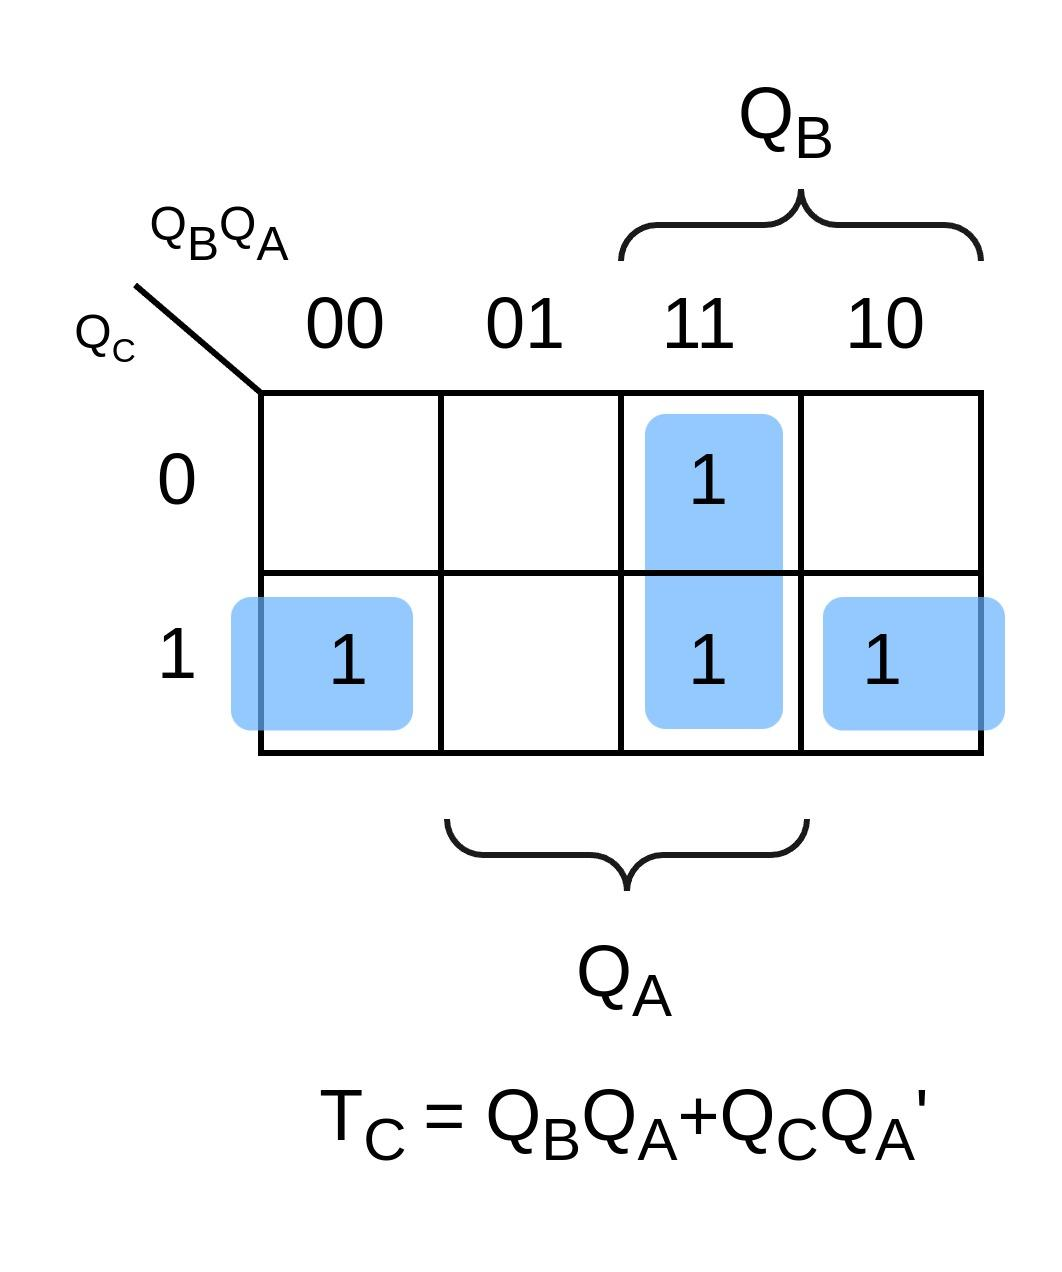 QB
QBQA
QC
00 01 11 10
0 1
1 1 1 1
QA
TC = QBQA+QCQA'